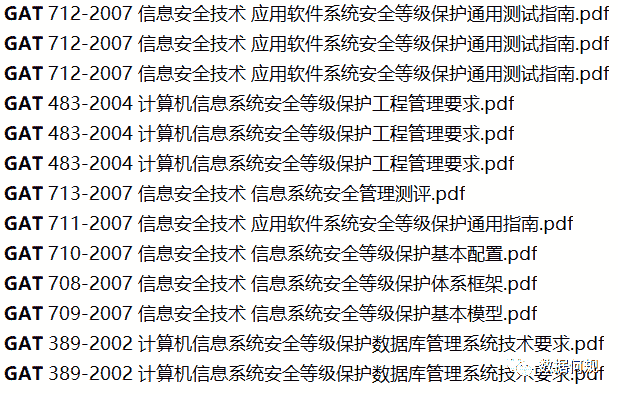 GAT 712-2007 信息安全技术 应用软件系统安全等级保护通用测试指南.pdf
GAT 712-2007 信息安全技术 应用软件系统安全等级保护通用测试指南.pdf
GAT 712-2007 信息安全技术 应用软件系统安全等级保护通用测试指南.pdf
GAT 483-2004 计算机信息系统安全等级保护工程管理要求.pdf
GAT 483-2004 计算机信息系统安全等级保护工程管理要求.pdf
GAT 483-2004 计算机信息系统安全等级保护工程管理要求.pdf
GAT 713-2007 信息安全技术 信息系统安全管理测评.pdf
GAT 711-2007 信息安全技术 应用软件系统安全等级保护通用指南.pdf
GAT 710-2007 信息安全技术 信息系统安全等级保护基本配置.pdf
GAT 708-2007 信息安全技术 信息系统安全等级保护体系框架.pdf
GAT 709-2007 信息安全技术 信息系统安全等级保护基本模型.pdf
GAT 389-2002 计算机信息系统安全等级保护数据库管理系统技术要求.pdf
GAT 389-2002 计算机信息系统安全等级保护数据库管理系统技术要求.pdf